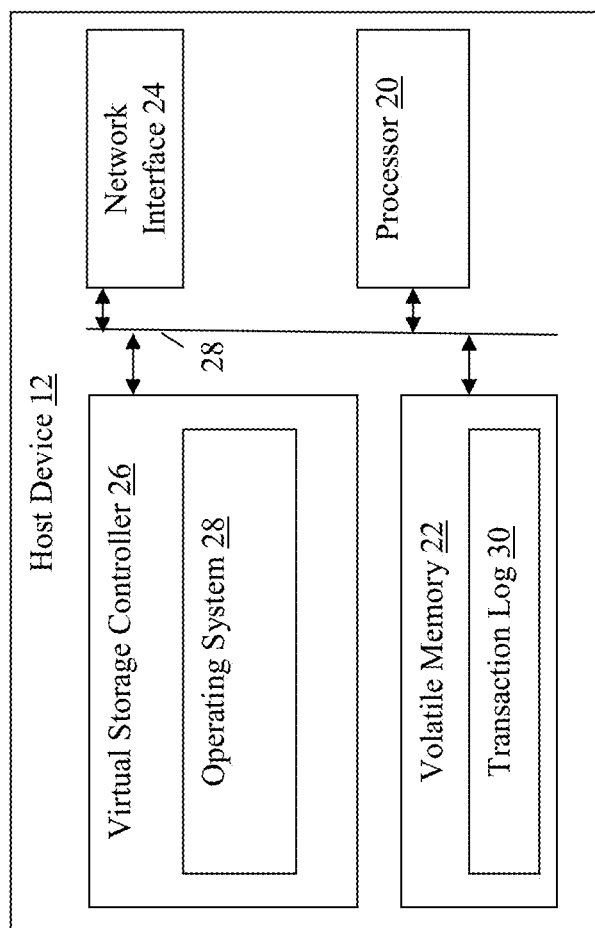 Host Device 12
Virtual Storage Controller 26
Operating System 28
Volatile Memory 22
Transaction Log 30
28
Network
Interface 24
Processor 20